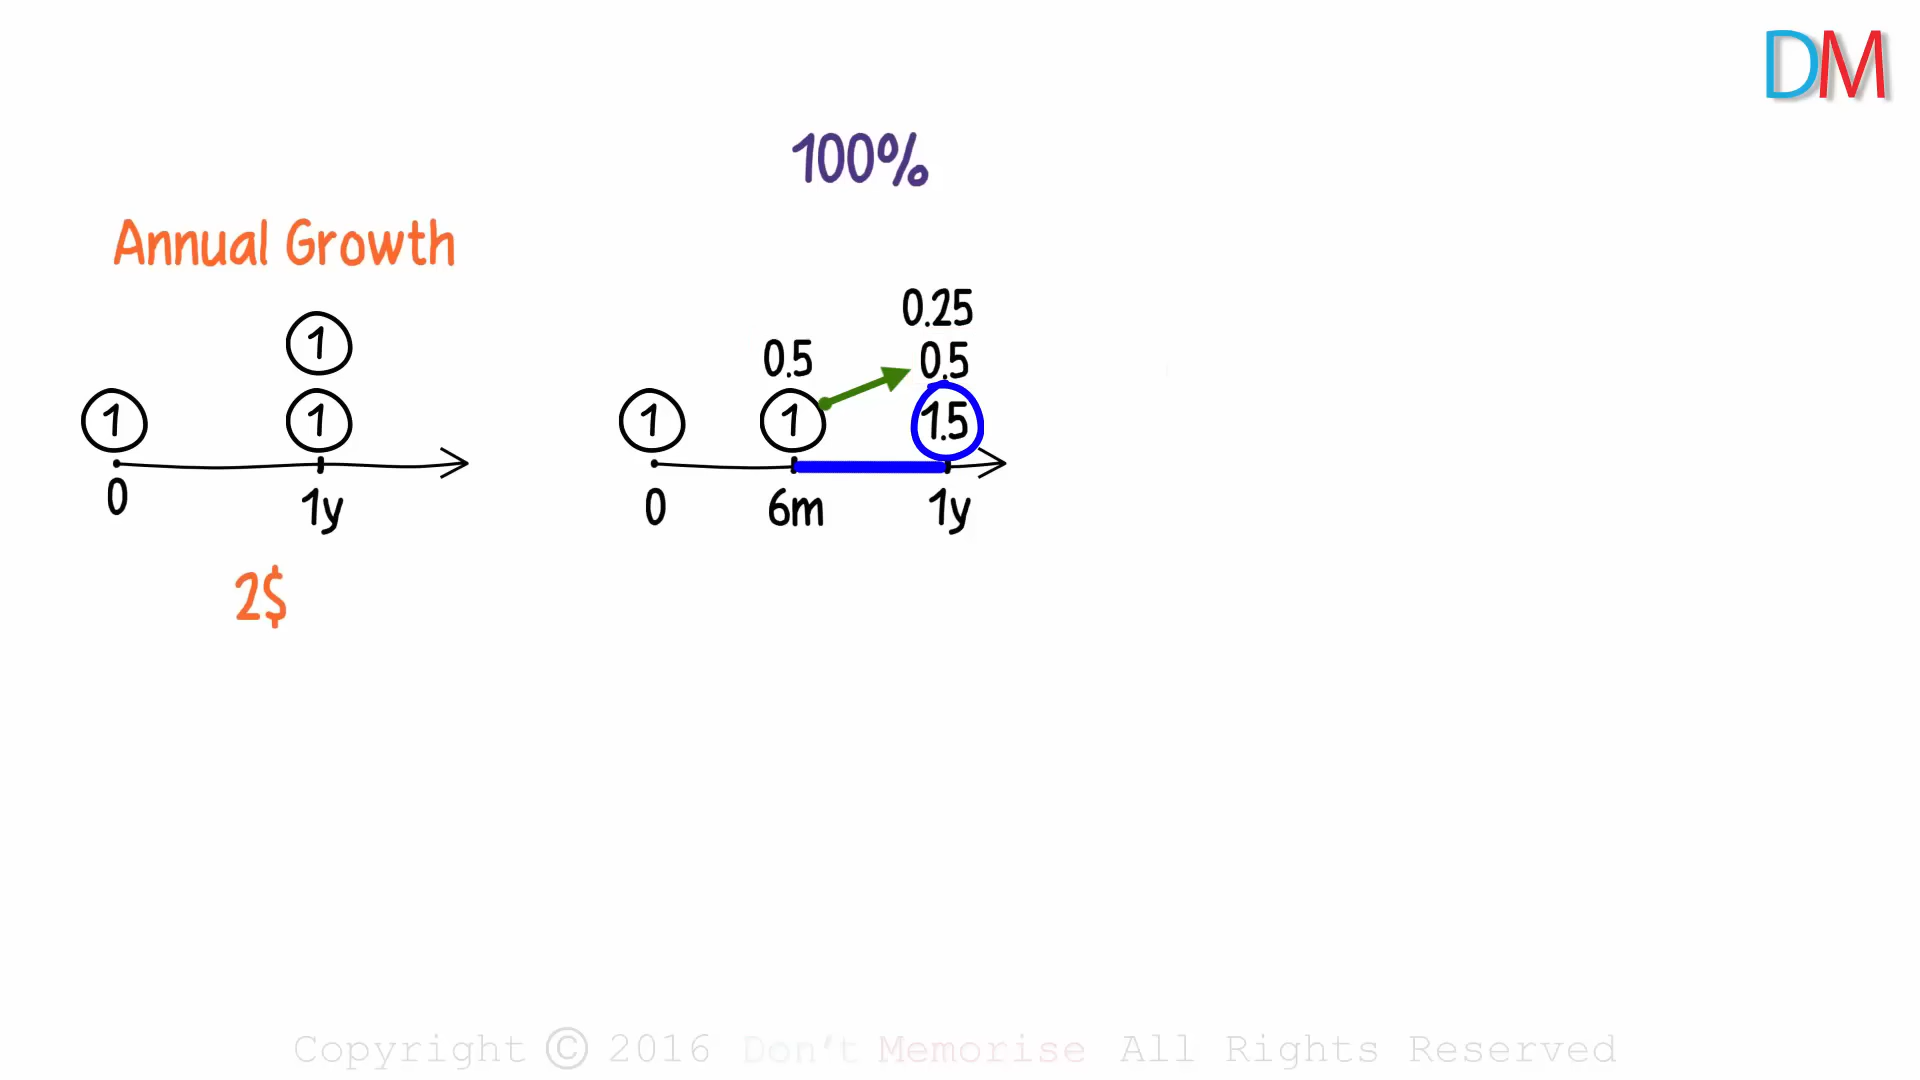 DM
100%
Annual Growth
1
1 1
0 1y
2$
0.25
0.5 0.5
1 1 1.5
0 6m 1y
Copyright © 2016 Don't Memorise All Rights Reserved